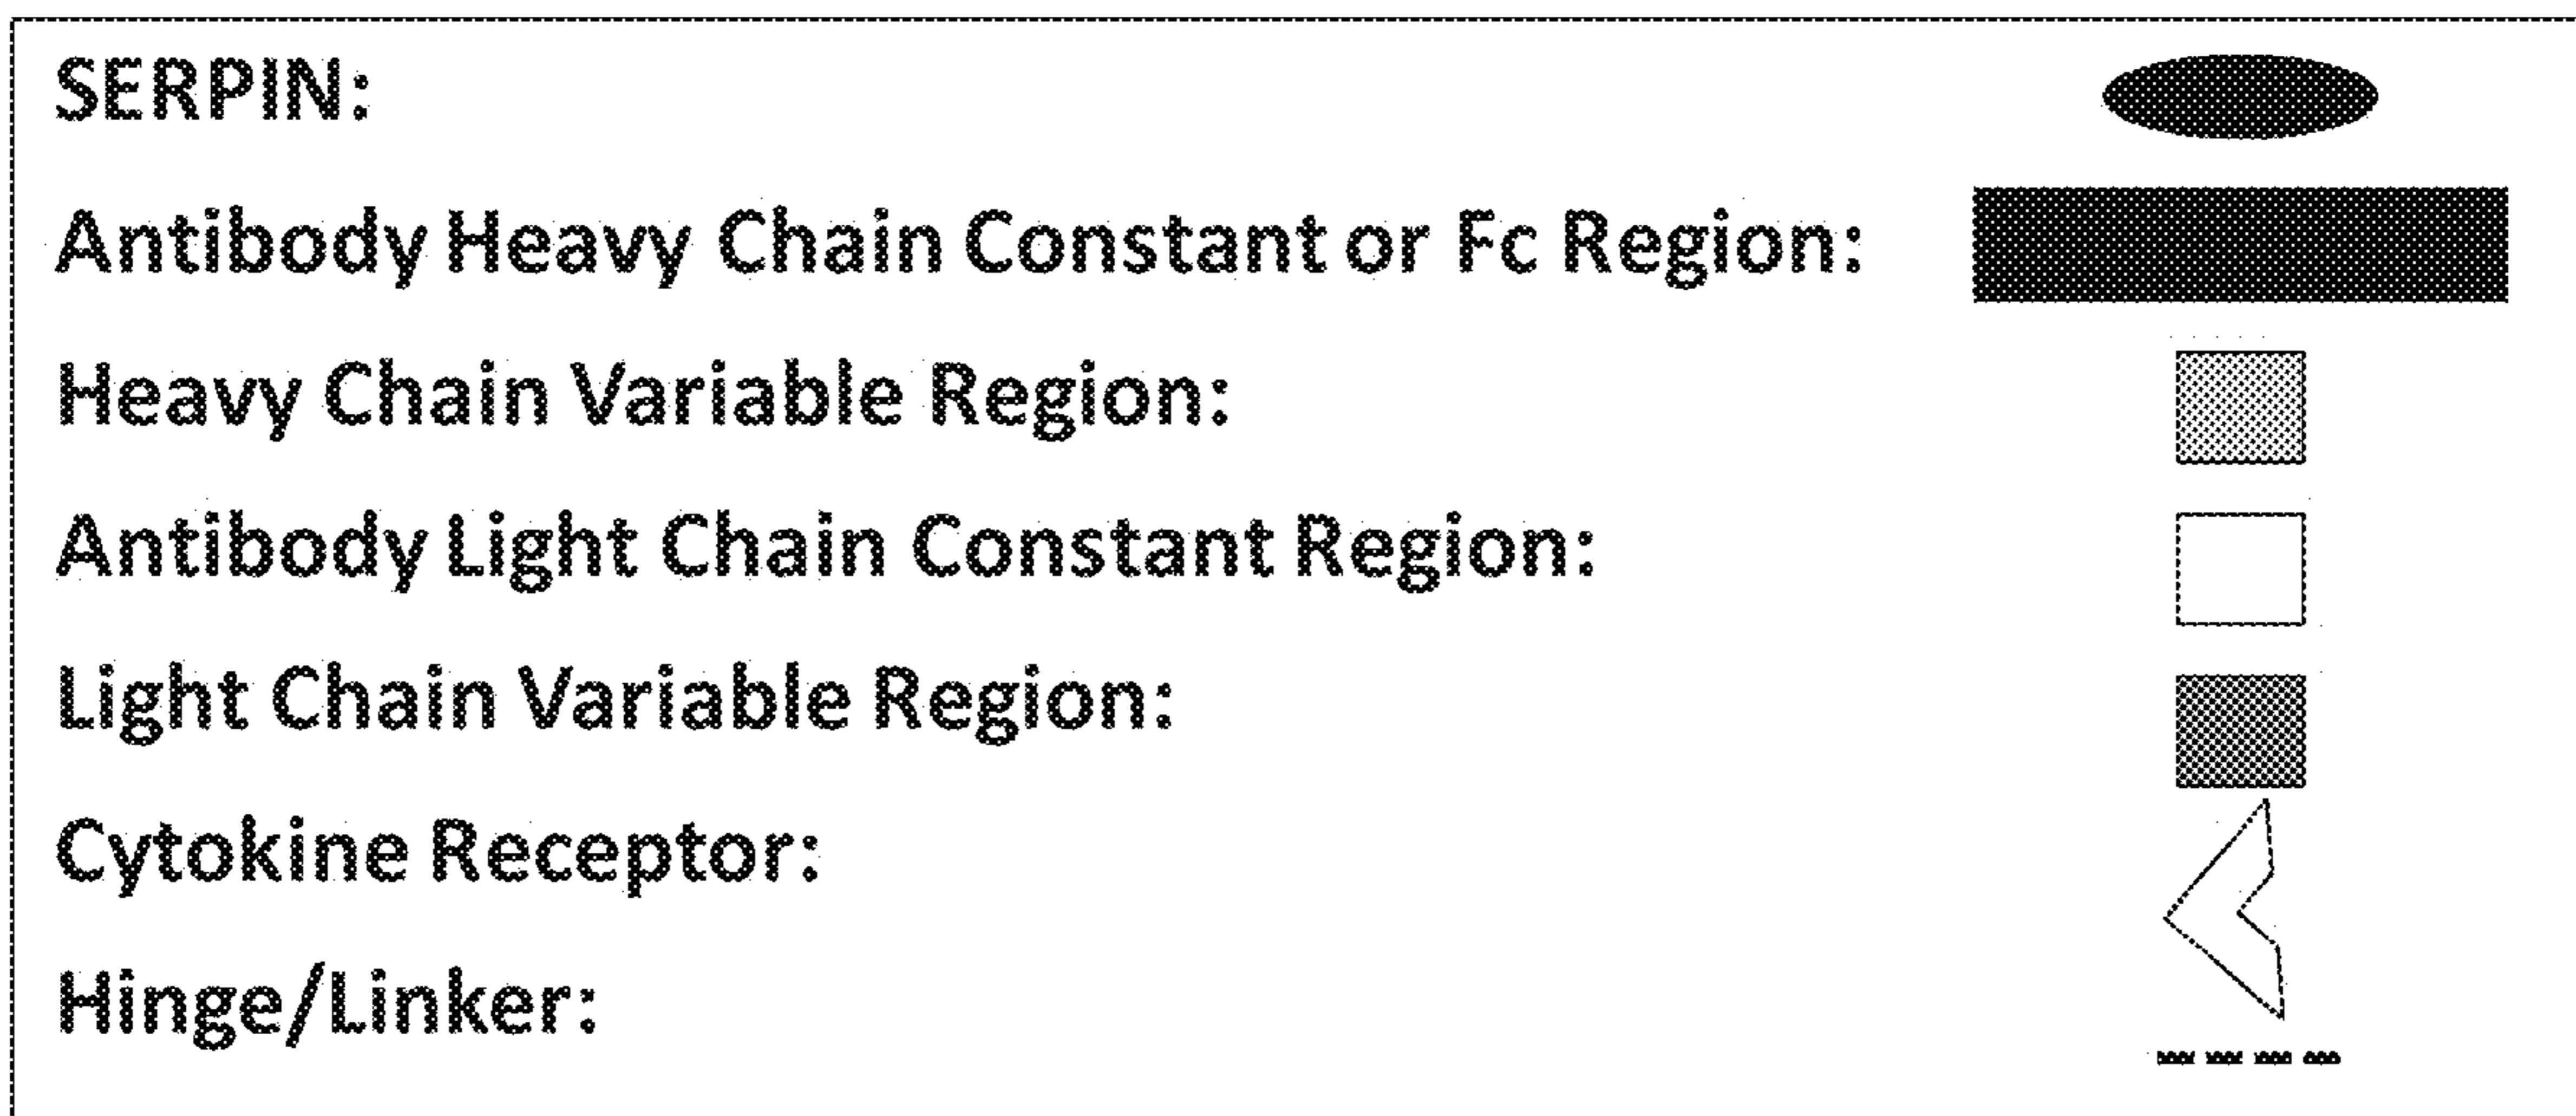 SERPIN:
Antibody Heavy Chain Constant or Fc Region:
Heavy Chain Variable Region:
Antibody Light Chain Constant Region:
Light Chain Variable Region:
Cytokine Receptor:
Hinge/Linker: